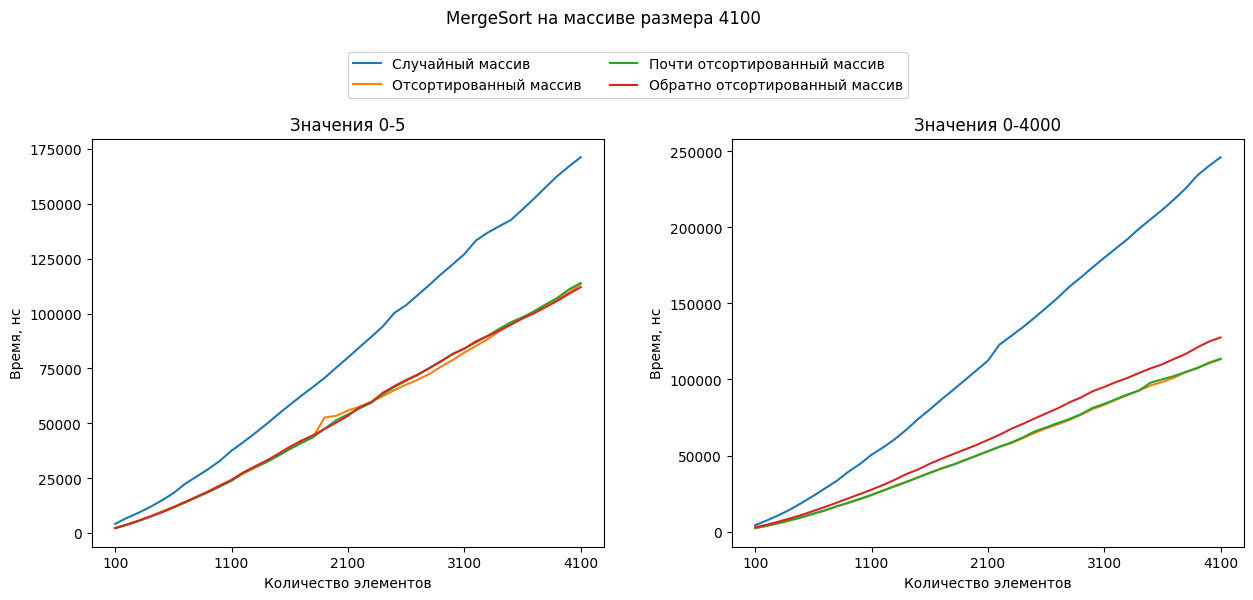 MergeSort на массиве размера 4100
Случайный массив
Отсортированный массив
Почти отсортированный массив
Обратно отсортированный массив
Значения 0-5
175000
150000
125000
100000
75000
50000
25000
0
Время, нс
100 1100 2100 3100 4100
Количество элементов
Значения 0-4000
250000
200000
150000
100000
50000
0
Время, нс
100 1100 2100 3100 4100
Количество элементов